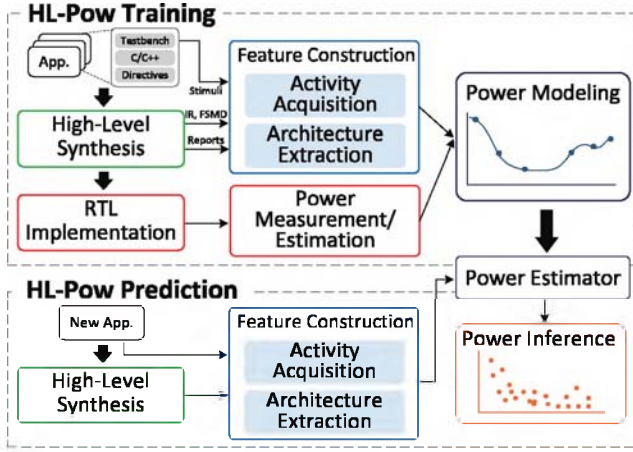 HL-Pow Training
Testbench
C/C++
Directives
App.
Stimuli
High-Level
Synthesis
IR, FSMD
Reports
Feature Construction
Activity
Acquisition
Architecture
Extraction
Power Modeling
RTL
Implementation
Power
Measurement/
Estimation
HL-Pow Prediction
New App.
High-Level
Synthesis
Feature Construction
Activity
Acquisition
Architecture
Extraction
Power Estimator
Power Inference